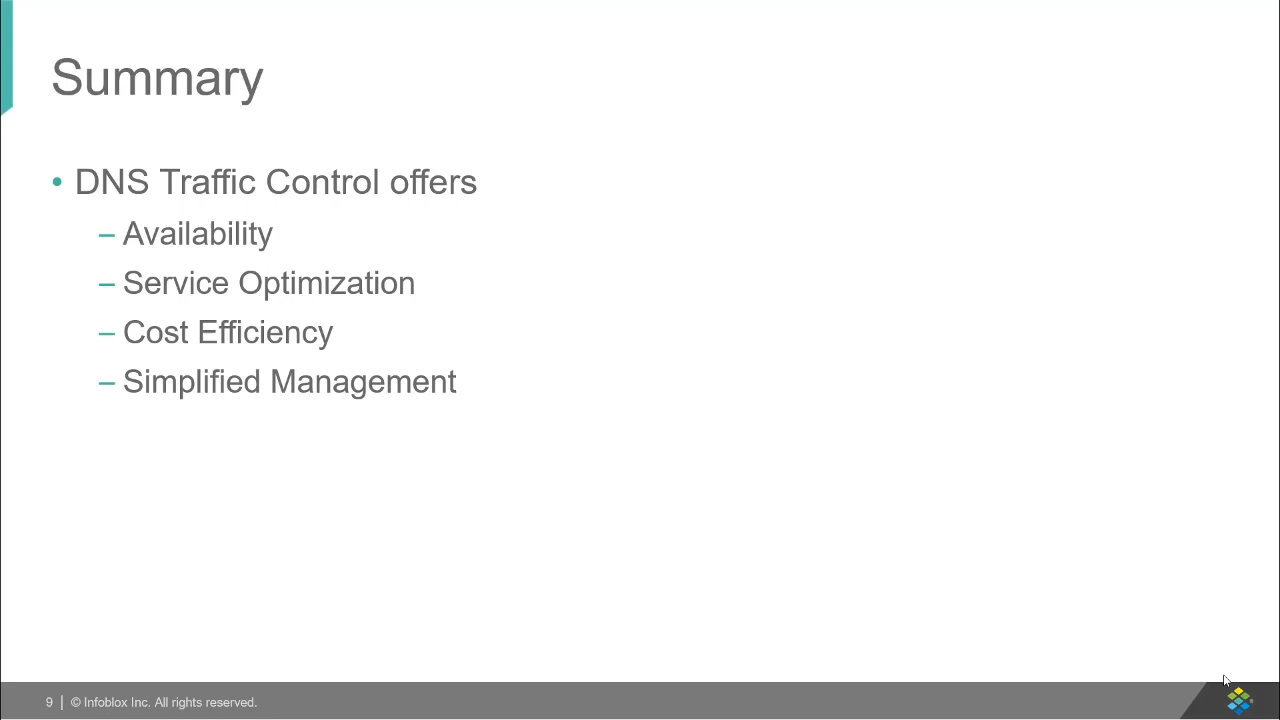 Summary
• DNS Traffic Control offers
– Availability
– Service Optimization
– Cost Efficiency
– Simplified Management
9 | © Infoblox Inc. All rights reserved.